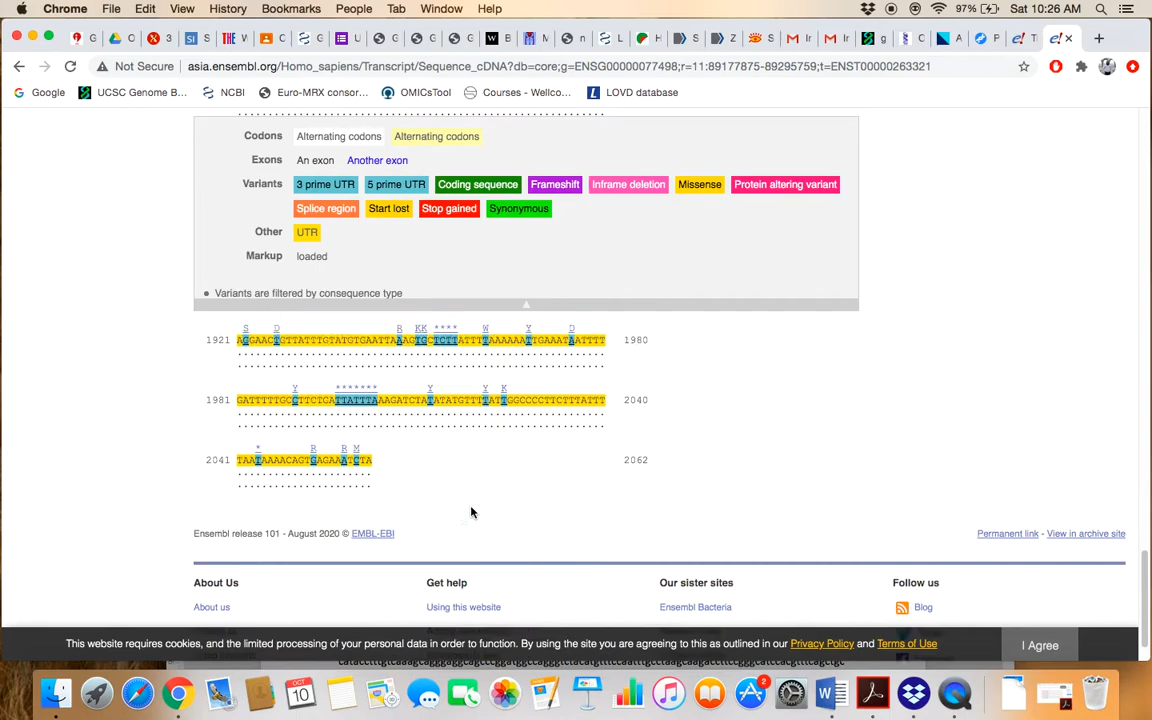 Chrome File Edit View History Bookmarks People Tab Window Help 97% Sat 10:26 AM
Not Secure asia.ensembl.org/Homo_sapiens/Transcript/Sequence_cDNA?db=core;g=ENSG00000077498;r=11:89177875-89295759;t=ENST00000263321
Google UCSC Genome B... NCBI Euro-MRX consor... OMICsTool Courses - Wellco... LOVD database
Codons Alternating codons Alternating codons
Exons An exon Another exon
Variants 3 prime UTR 5 prime UTR Coding sequence Frameshift Inframe deletion Missense Protein altering variant
Splice region Start lost Stop gained Synonymous
Other UTR
Markup loaded
• Variants are filtered by consequence type
S D R KK **** W Y D
1921 AGGAACTGTTATTTGTATGTGAATTAAAGTGCTCTTATTTTAAAAAATTGAAATAATTTT 1980
Y ******* Y Y K
1981 GATTTTTGCCTTCTGATTATTTAAAGATCTATATATGTTTTATTGGCCCCTTCTTTATTT 2040
* R R M
2041 TAATAAAACAGTGAGAAATCTA 2062
Ensembl release 101 - August 2020 © EMBL-EBI Permanent link - View in archive site
About Us Get help Our sister sites Follow us
About us Using this website Ensembl Bacteria Blog
This website requires cookies, and the limited processing of your personal data in order to function. By using the site you are agreeing to this as outlined in our Privacy Policy and Terms of Use I Agree